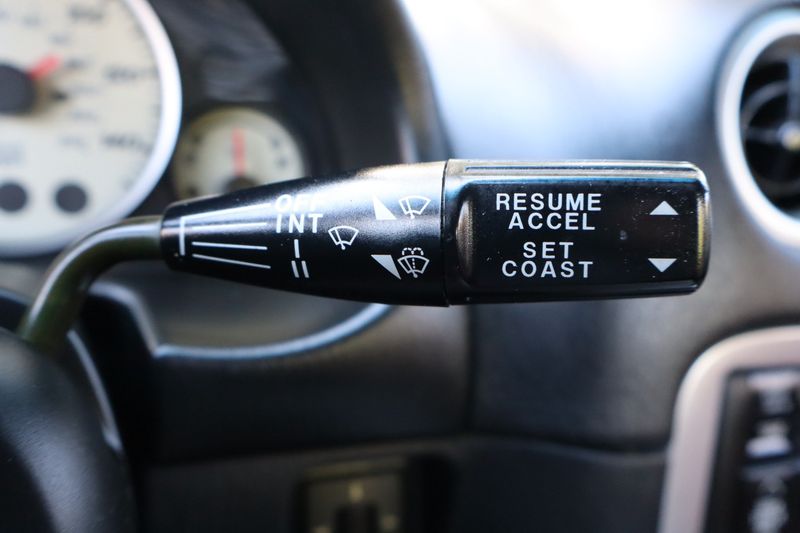 OFF
INT
I
II
RESUME
ACCEL
SET
COAST